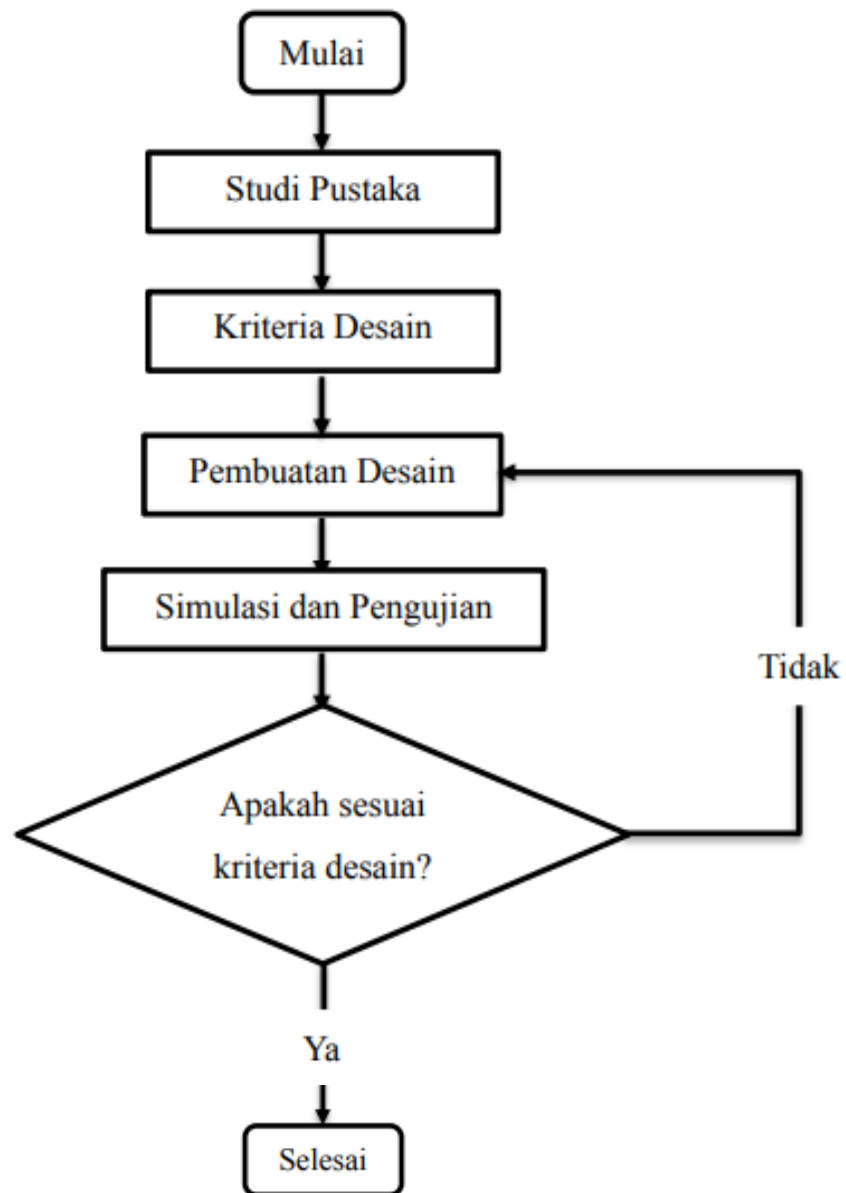 Mulai
Studi Pustaka
Kriteria Desain
Pembuatan Desain
Simulasi dan Pengujian
Tidak
Apakah sesuai
kriteria desain?
Ya
Selesai